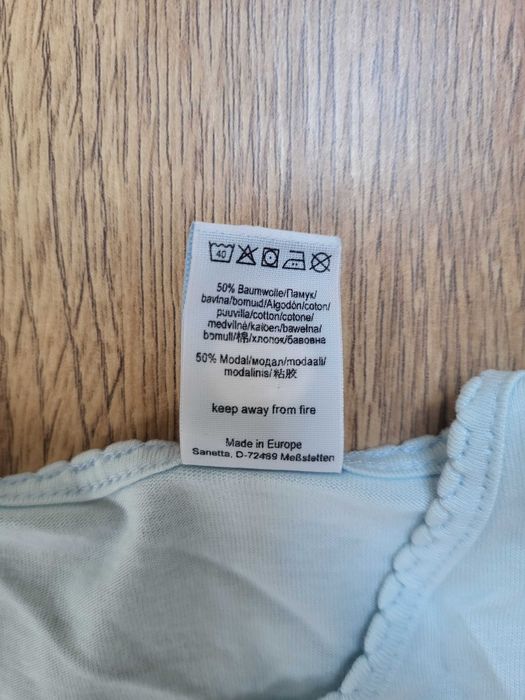 40
50% Baumwolle/Памук/
bavlna/bomuld/Algodón/coton/
puuvilla/cotton/cotone/
medvilnė/katoen/bawełna/
bomull/棉/хлопок/бавовна
50% Modal/модал/modaali/
modalinis/粘胶
keep away from fire
Made in Europe
Sanetta, D-72469 Meßstetten